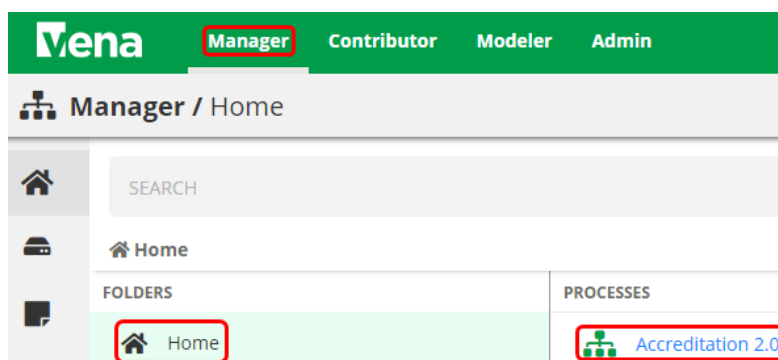 Vena Manager Contributor Modeler Admin
Manager / Home
SEARCH
Home
FOLDERS PROCESSES
Home Accreditation 2.0